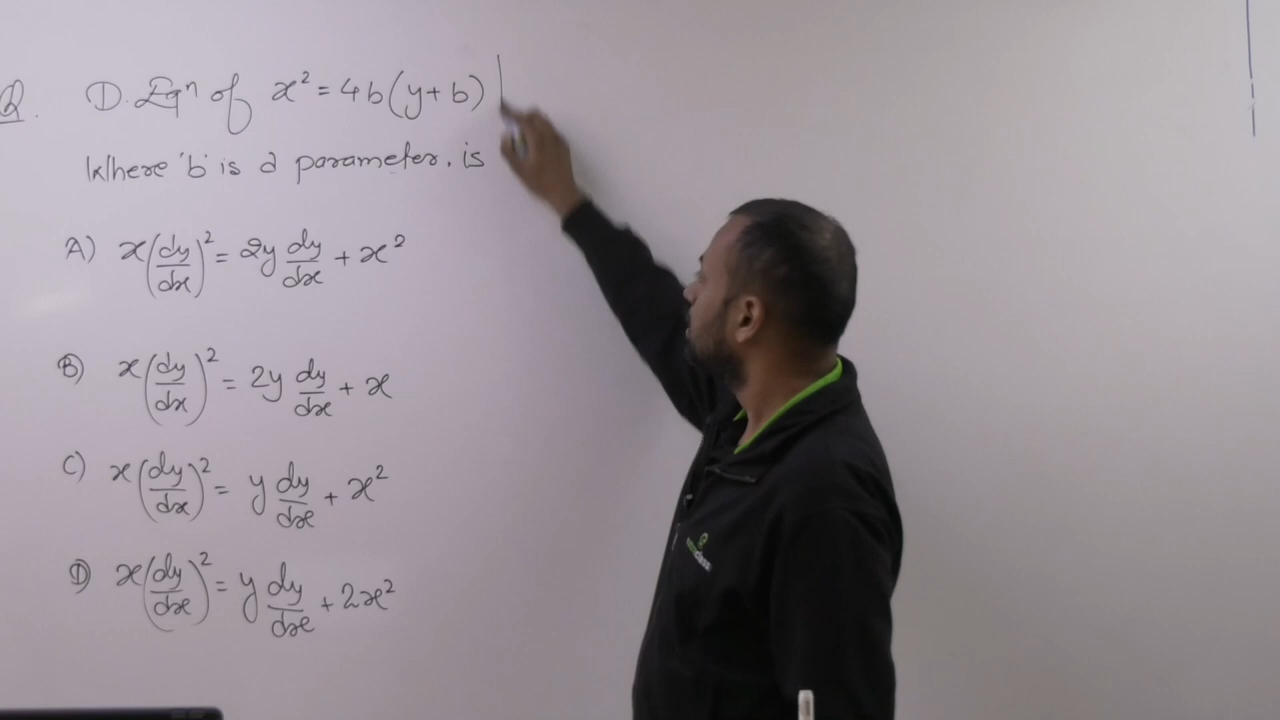 Q. D. Eqⁿ of x² = 4b(y+b)
Where 'b' is a parameter, is
A) x(dy/dx)² = 2y dy/dx + x²
B) x(dy/dx)² = 2y dy/dx + x
C) x(dy/dx)² = y dy/dx + x²
D) x(dy/dx)² = y dy/dx + 2x²